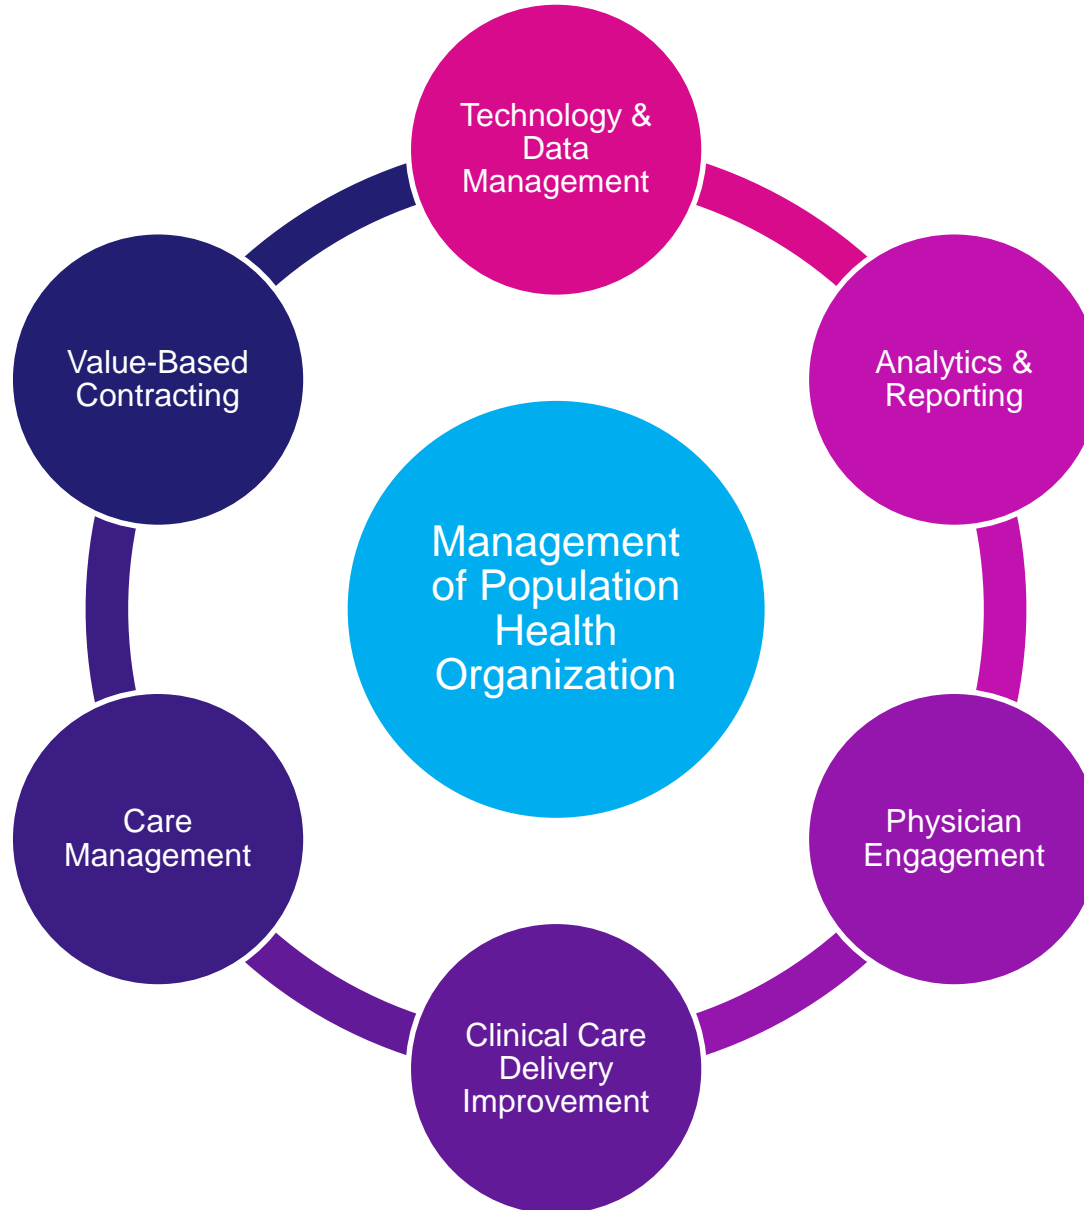 Technology &
Data
Management
Value-Based
Contracting
Analytics &
Reporting
Management
of Population
Health
Organization
Care
Management
Physician
Engagement
Clinical Care
Delivery
Improvement